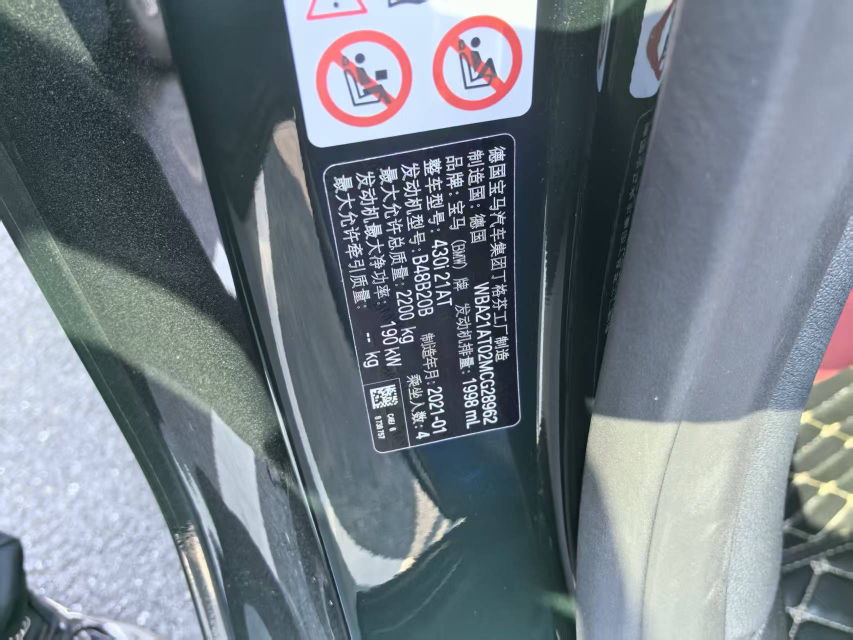 德国宝马汽车集团丁格芬工厂制造
制造国：德国 WBA21AT02MCG28962
品牌：宝马（BMW）牌 发动机排量：1998 mL
整车型号：430I 21AT 制造年月：2021-01
发动机型号：B48B20B 乘坐人数：4
最大允许总质量：2200 kg
发动机最大净功率：190 kW
最大允许牵引质量：-- kg